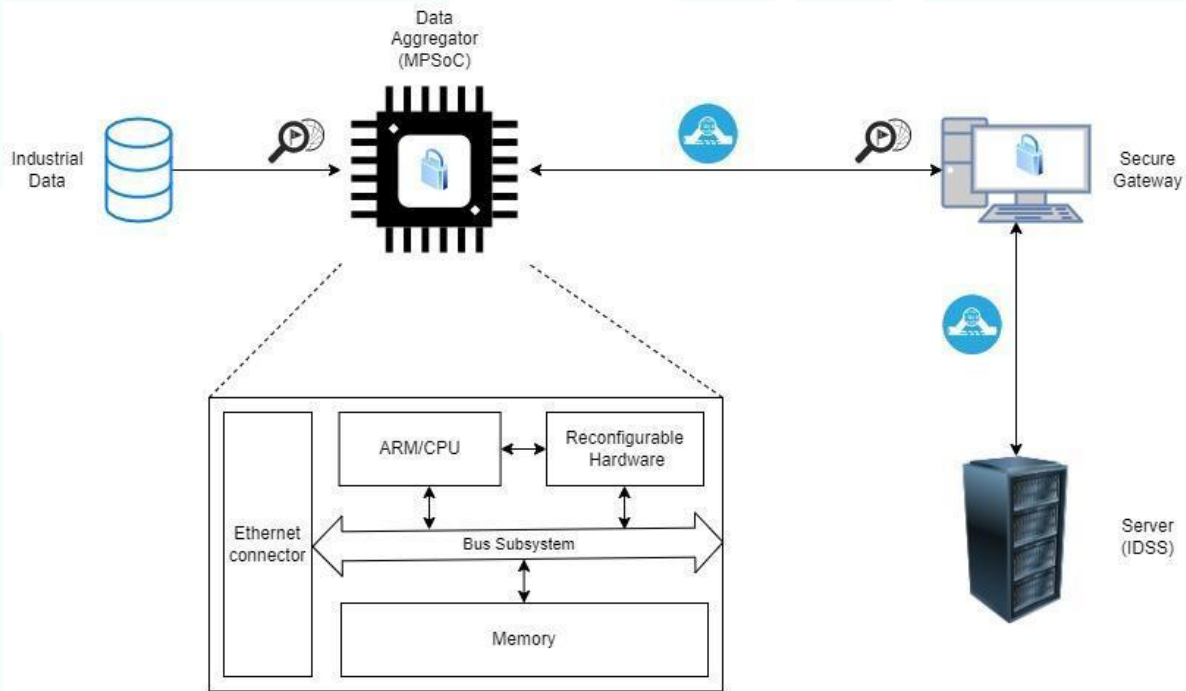 Data
Aggregator
(MPSoC)
Industrial
Data
Secure
Gateway
ARM/CPU
Reconfigurable
Hardware
Ethernet
connector
Bus Subsystem
Memory
Server
(IDSS)